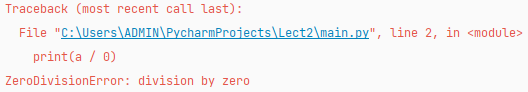 Traceback (most recent call last):
  File "C:\Users\ADMIN\PycharmProjects\Lect2\main.py", line 2, in <module>
    print(a / 0)
ZeroDivisionError: division by zero